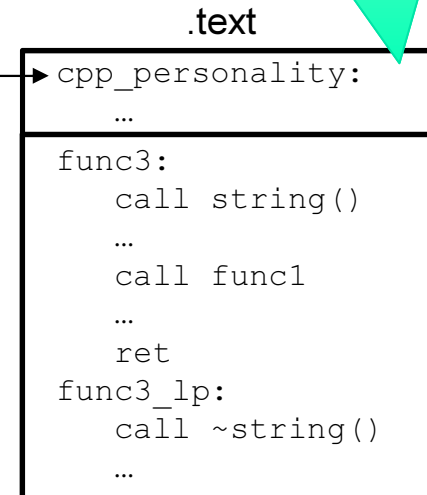 .text
cpp_personality:
…
func3:
call string()
…
call func1
…
ret
func3_lp:
call ~string()
…